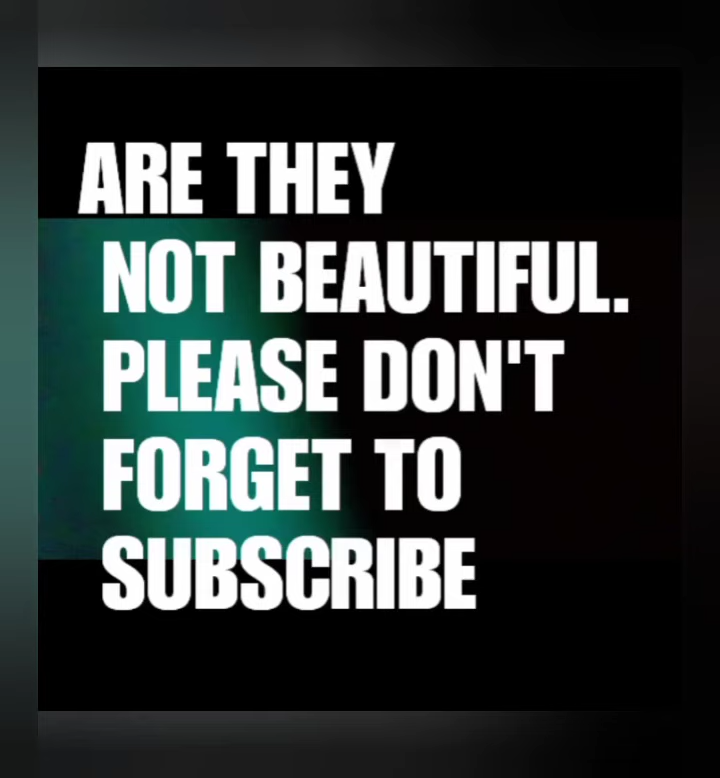 ARE THEY
NOT BEAUTIFUL.
PLEASE DON'T
FORGET TO
SUBSCRIBE